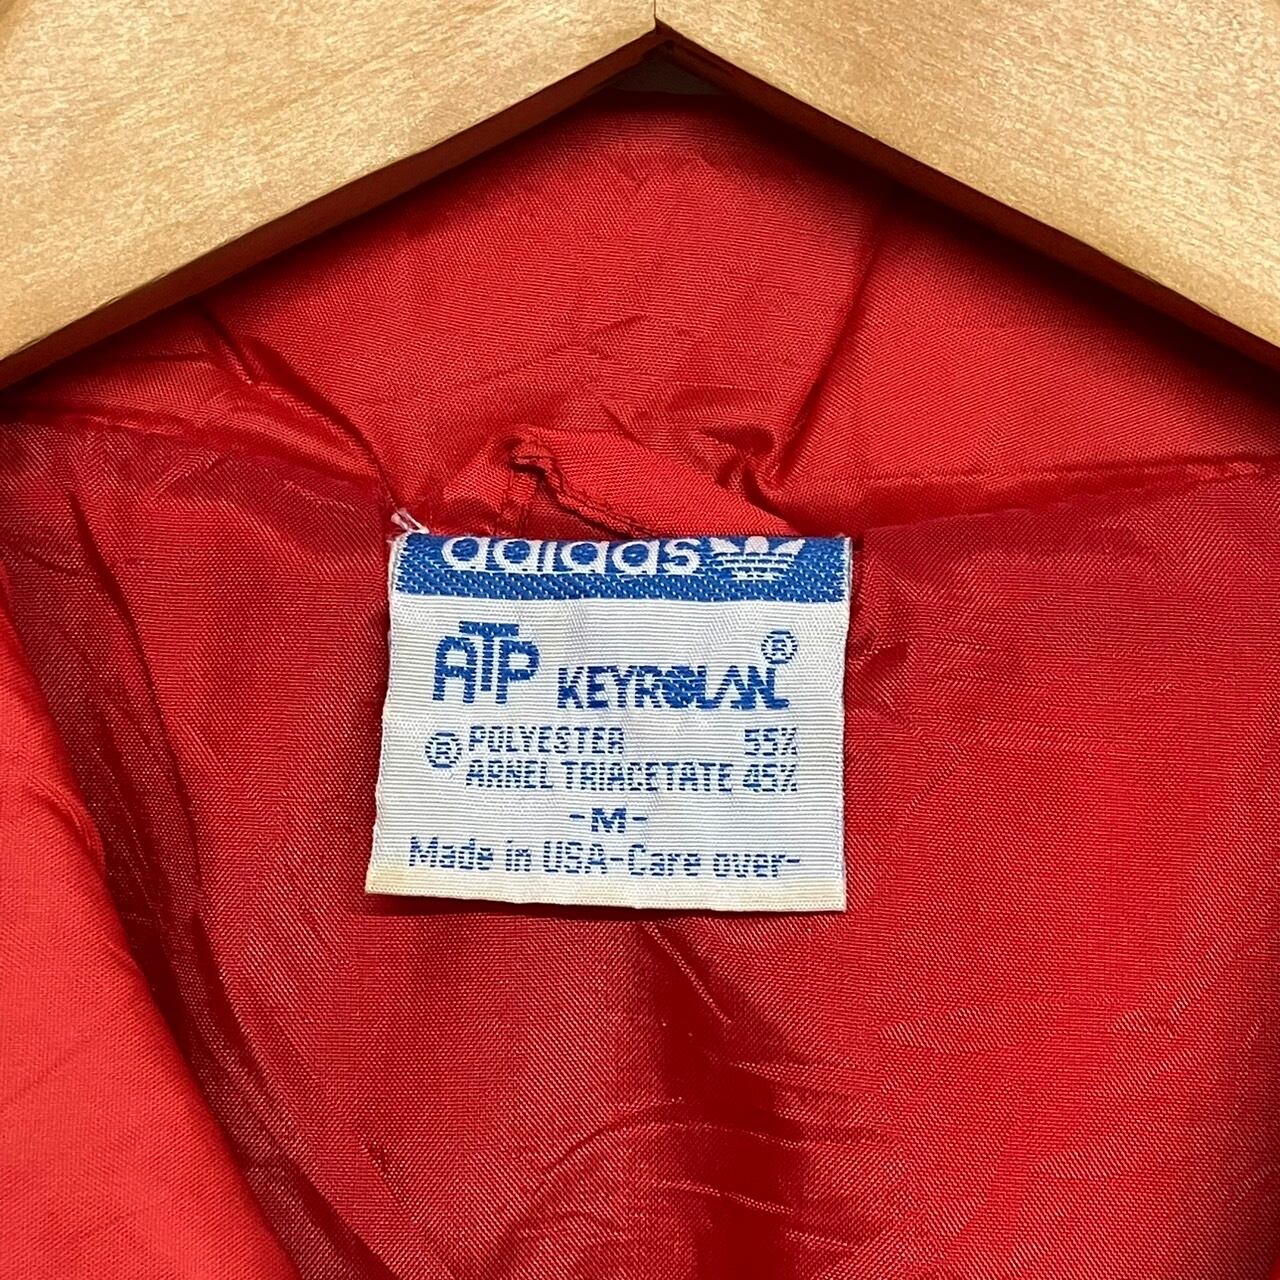 adidas
ATP KEYROLAN®
® POLYESTER 55%
ARNEL TRIACETATE 45%
-M-
Made in USA-Care over-